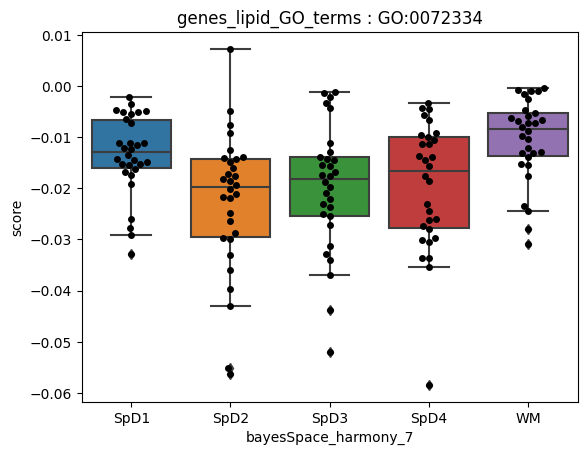 genes_lipid_GO_terms : GO:0072334
0.01
0.00
−0.01
−0.02
−0.03
−0.04
−0.05
−0.06
score
SpD1 SpD2 SpD3 SpD4 WM
bayesSpace_harmony_7